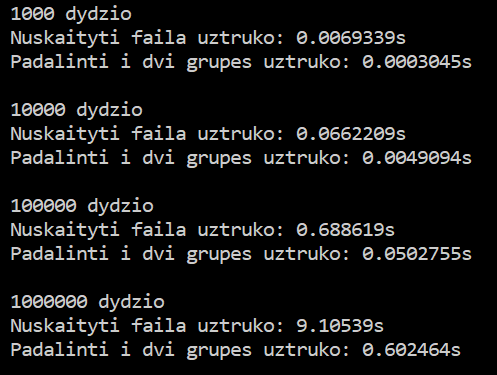 1000 dydzio
Nuskaityti faila uztruko: 0.0069339s
Padalinti i dvi grupes uztruko: 0.0003045s
10000 dydzio
Nuskaityti faila uztruko: 0.0662209s
Padalinti i dvi grupes uztruko: 0.0049094s
100000 dydzio
Nuskaityti faila uztruko: 0.688619s
Padalinti i dvi grupes uztruko: 0.0502755s
1000000 dydzio
Nuskaityti faila uztruko: 9.10539s
Padalinti i dvi grupes uztruko: 0.602464s